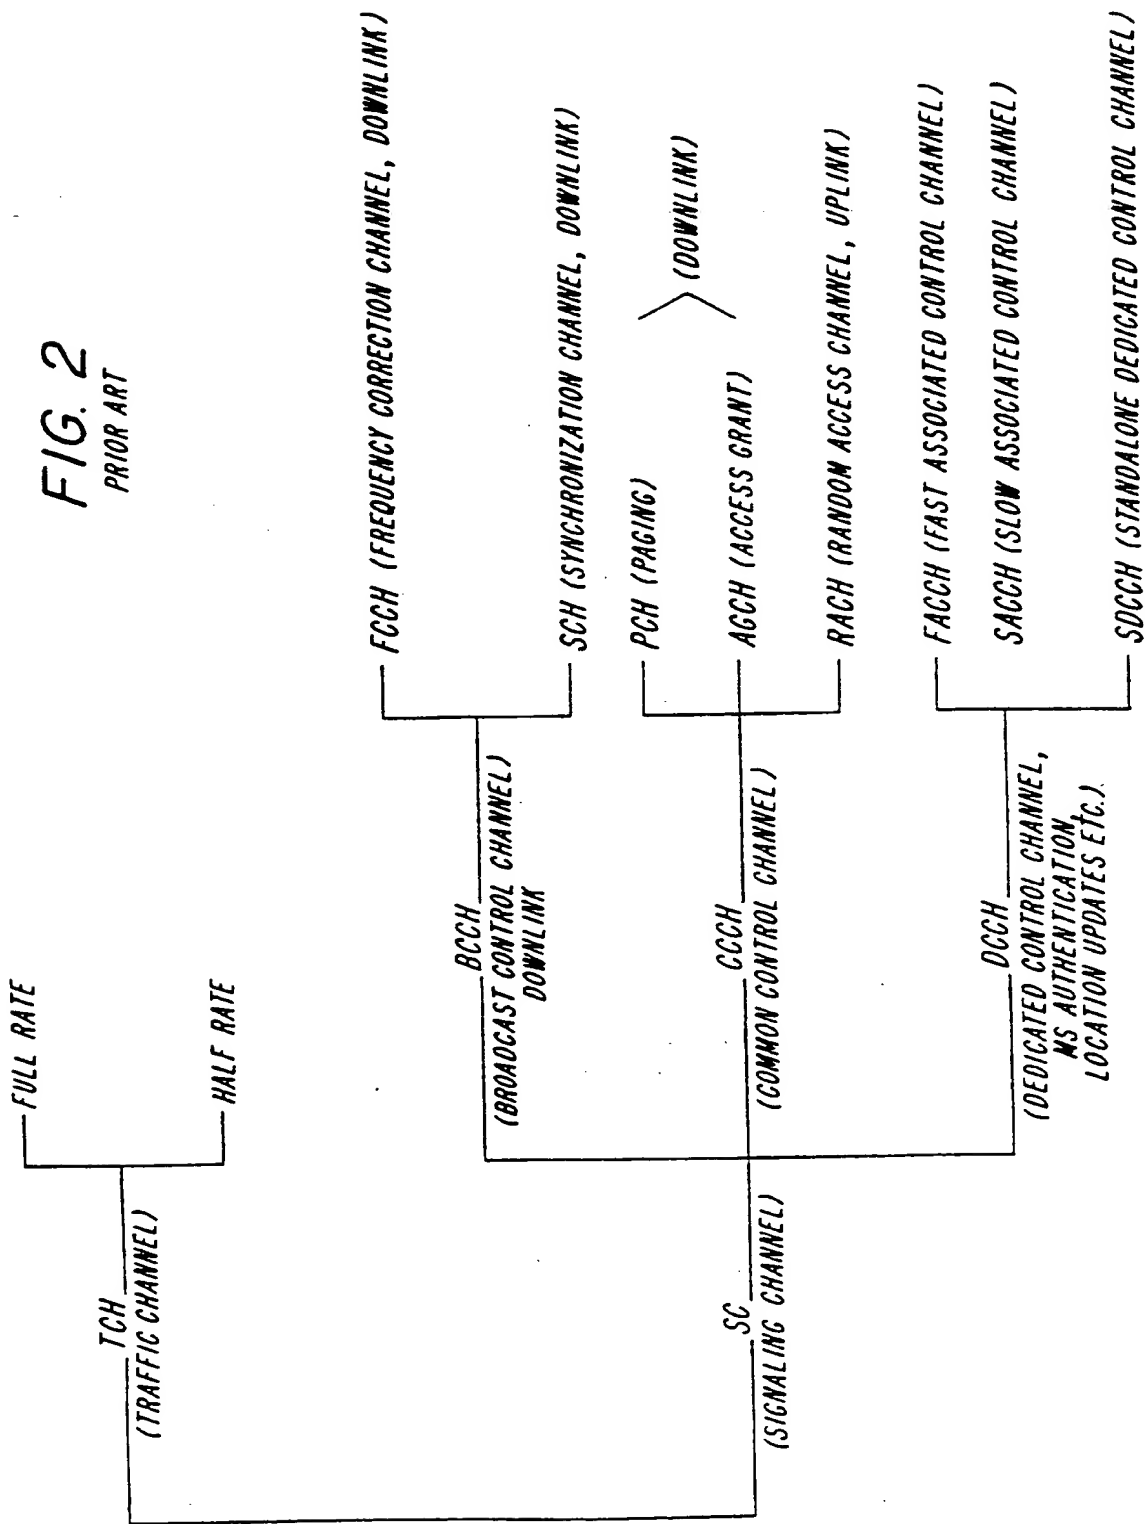 FIG. 2
PRIOR ART
TCH
(TRAFFIC CHANNEL)
FULL RATE
HALF RATE
SC
(SIGNALING CHANNEL)
BCCH
(BROADCAST CONTROL CHANNEL)
DOWNLINK
FCCH (FREQUENCY CORRECTION CHANNEL, DOWNLINK)
SCH (SYNCHRONIZATION CHANNEL, DOWNLINK)
CCCH
(COMMON CONTROL CHANNEL)
PCH (PAGING)
AGCH (ACCESS GRANT)
(DOWNLINK)
RACH (RANDOM ACCESS CHANNEL, UPLINK)
DCCH
(DEDICATED CONTROL CHANNEL,
MS AUTHENTICATION,
LOCATION UPDATES ETC.)
FACCH (FAST ASSOCIATED CONTROL CHANNEL)
SACCH (SLOW ASSOCIATED CONTROL CHANNEL)
SDCCH (STANDALONE DEDICATED CONTROL CHANNEL)